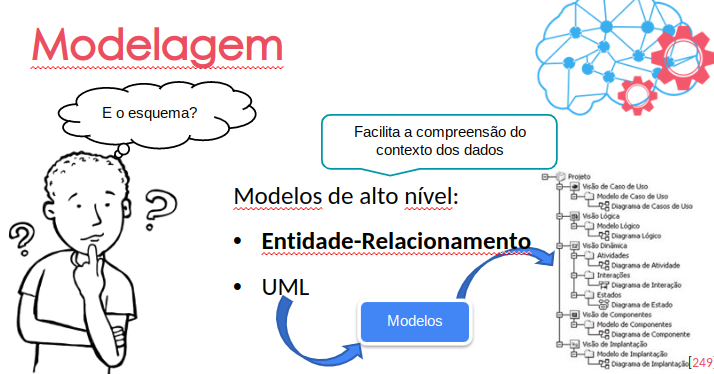 Modelagem
E o esquema?
Facilita a compreensão do
contexto dos dados
Modelos de alto nível:
• Entidade-Relacionamento
• UML
Modelos
Projeto
Visão de Caso de Uso
Modelo de Caso de Uso
Diagrama de Casos de Uso
Visão Lógica
Modelo Lógico
Diagrama Lógico
Visão Dinâmica
Atividades
Diagrama de Atividade
Interações
Diagrama de Interação
Estados
Diagrama de Estado
Visão de Componentes
Modelo de Componentes
Diagrama de Componente
Visão de Implantação
Modelo de Implantação
Diagrama de Implantação
[249]